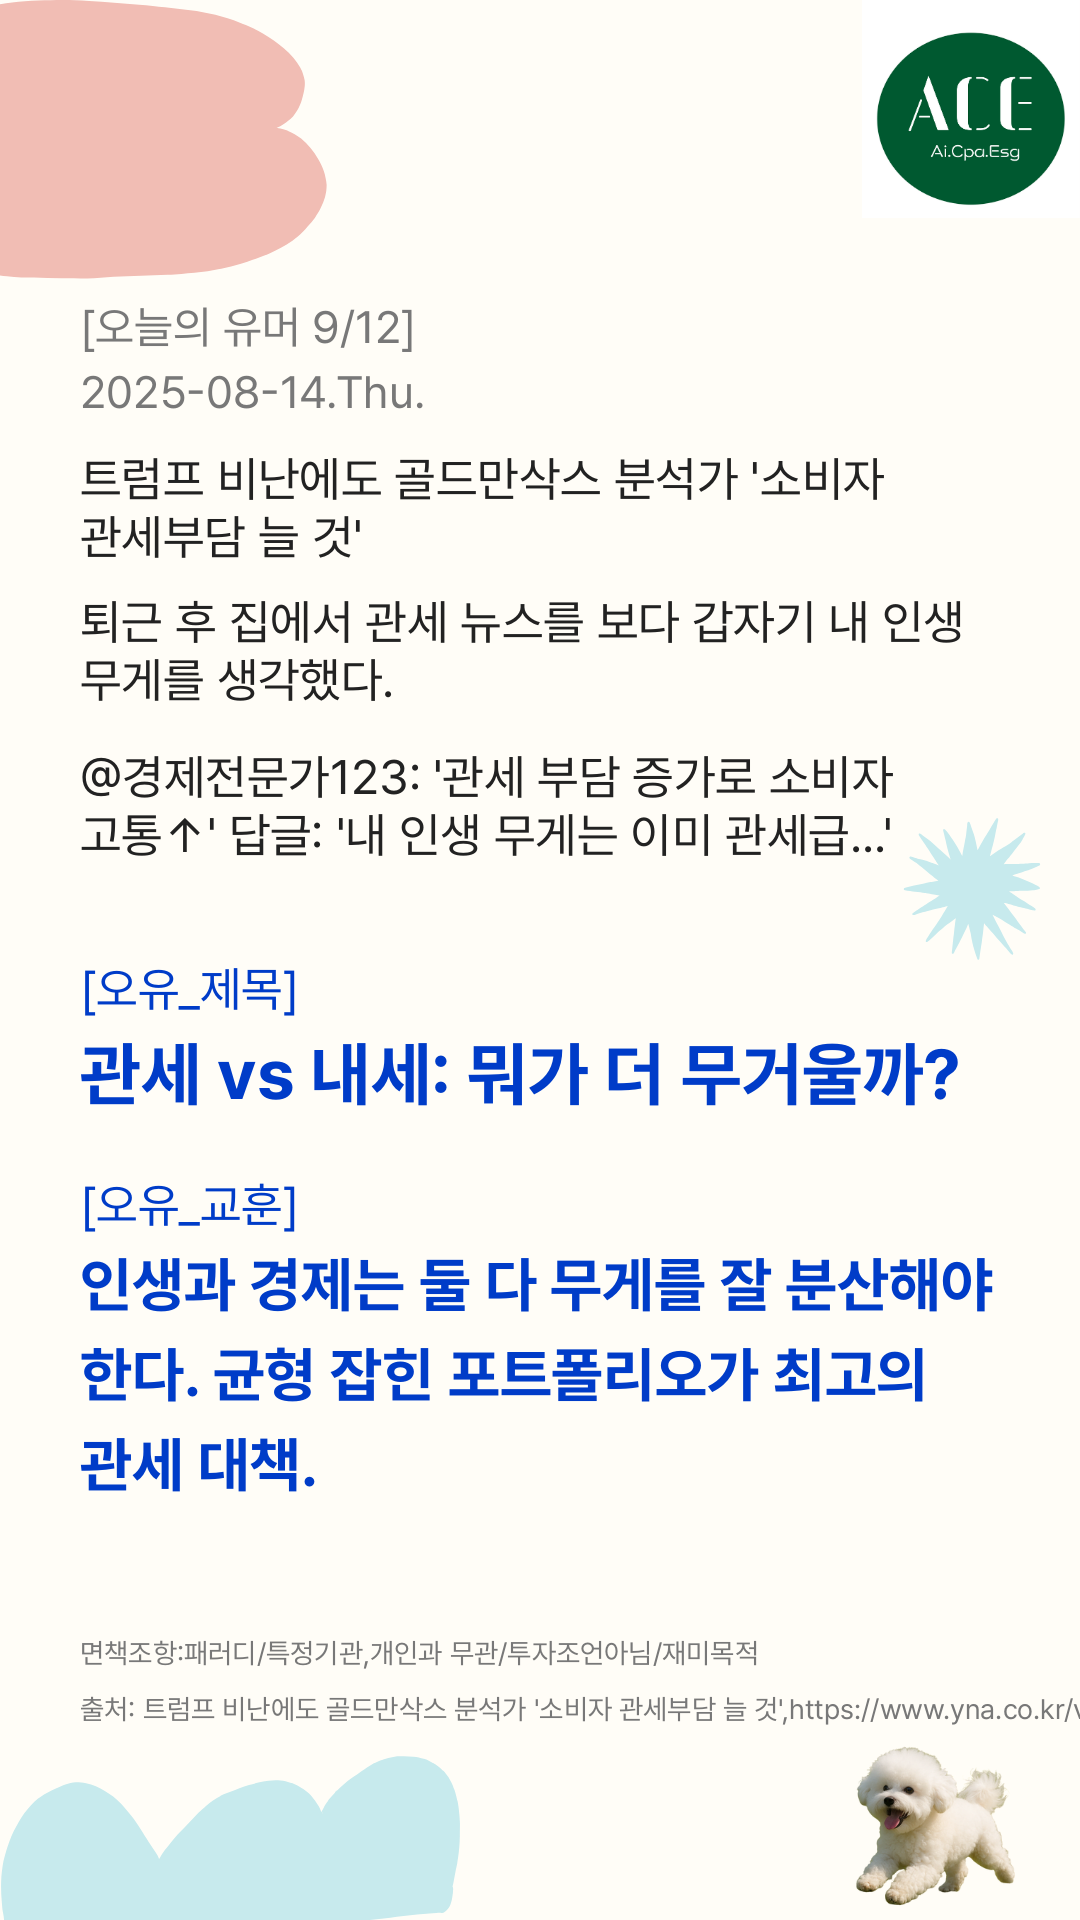 ACE
Ai.Cpa.Esg
[오늘의 유머 9/12]
2025-08-14.Thu.
트럼프 비난에도 골드만삭스 분석가 '소비자
관세부담 늘 것'
퇴근 후 집에서 관세 뉴스를 보다 갑자기 내 인생
무게를 생각했다.
@경제전문가123: '관세 부담 증가로 소비자
고통↑' 답글: '내 인생 무게는 이미 관세급...'
[오유_제목]
관세 vs 내세: 뭐가 더 무거울까?
[오유_교훈]
인생과 경제는 둘 다 무게를 잘 분산해야
한다. 균형 잡힌 포트폴리오가 최고의
관세 대책.
면책조항:패러디/특정기관,개인과 무관/투자조언아님/재미목적
출처: 트럼프 비난에도 골드만삭스 분석가 '소비자 관세부담 늘 것',https://www.yna.co.kr/v